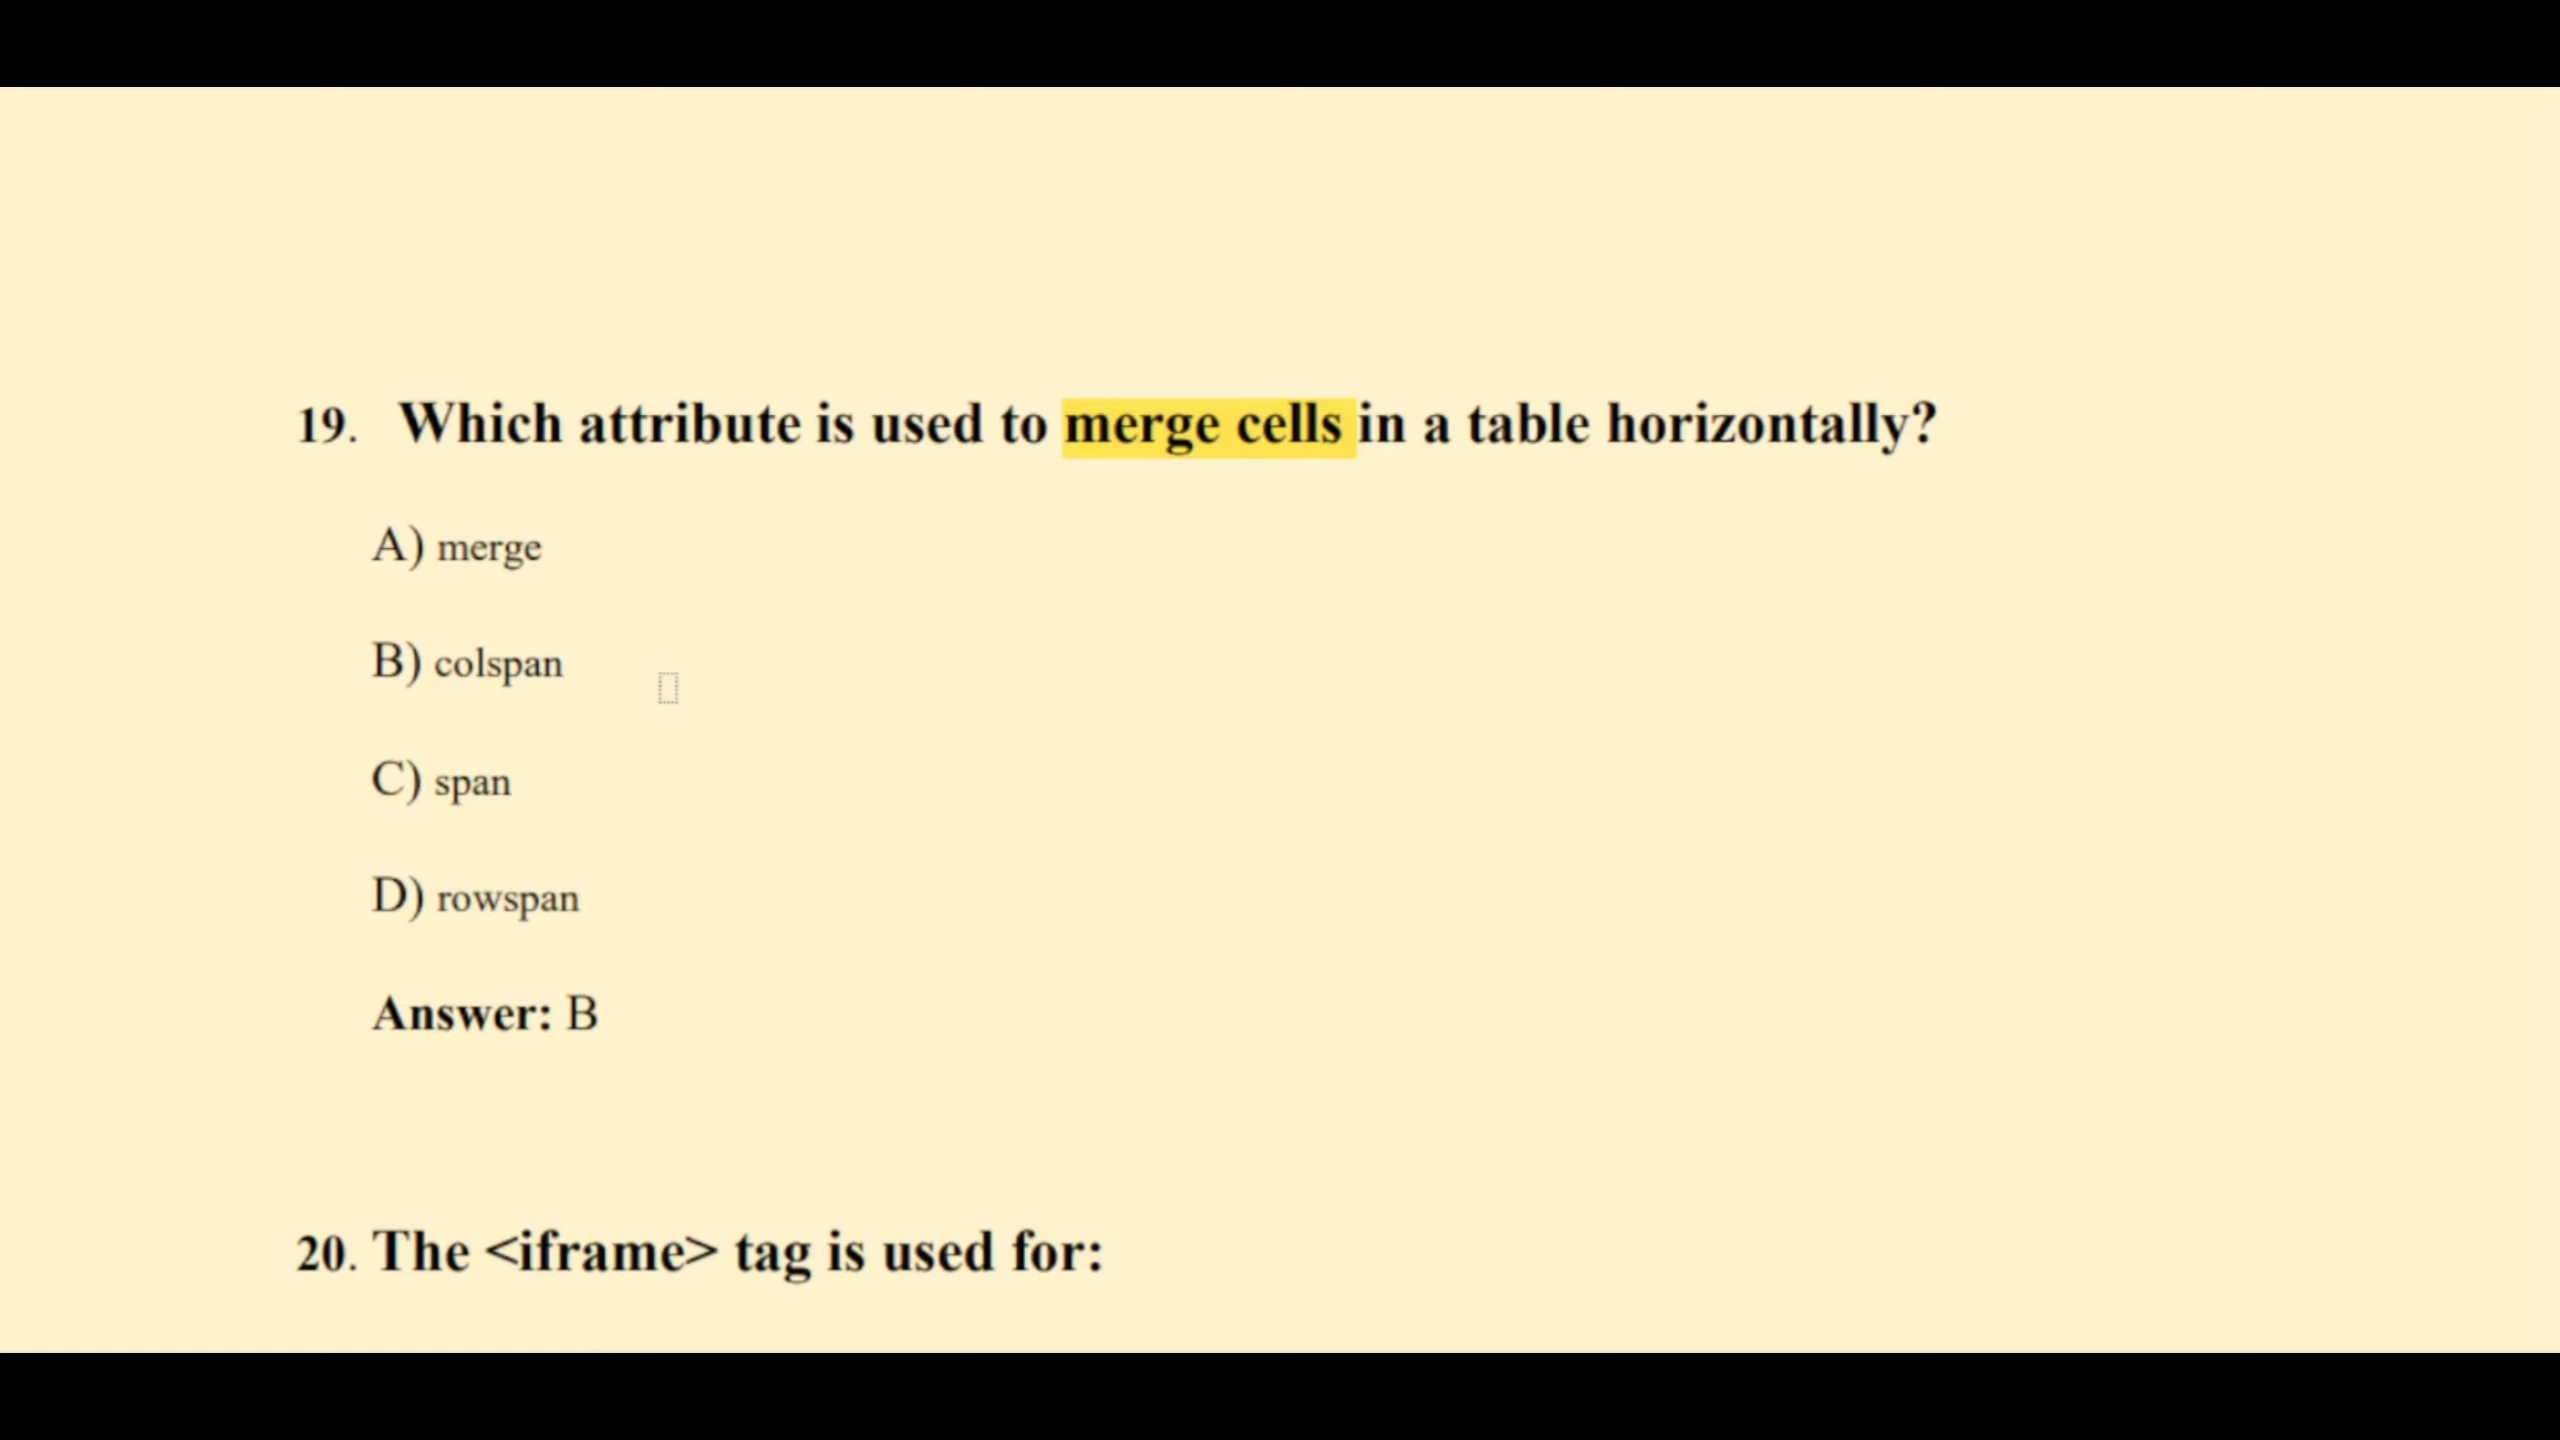 19. Which attribute is used to merge cells in a table horizontally?
A) merge
B) colspan
C) span
D) rowspan
Answer: B
20. The <iframe> tag is used for: